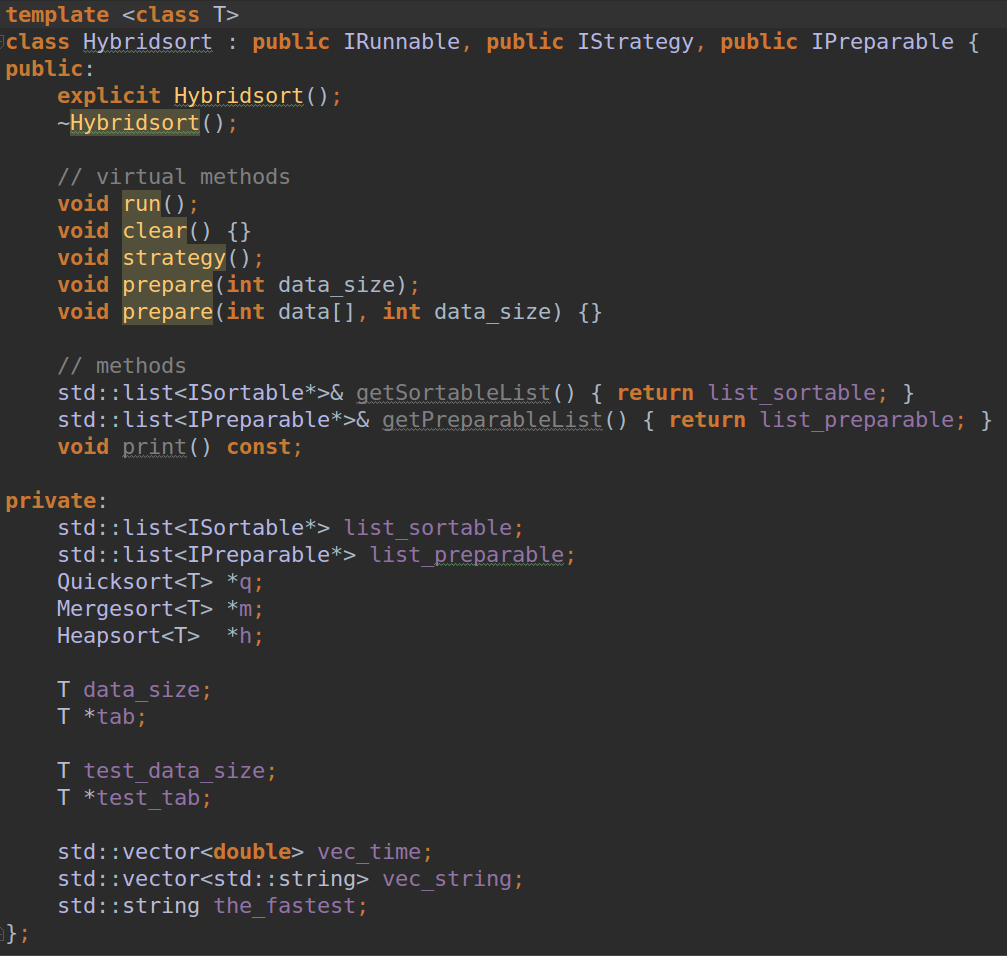 template <class T>
class Hybridsort : public IRunnable, public IStrategy, public IPreparable {
public:
    explicit Hybridsort();
    ~Hybridsort();

    // virtual methods
    void run();
    void clear() {}
    void strategy();
    void prepare(int data_size);
    void prepare(int data[], int data_size) {}

    // methods
    std::list<ISortable*>& getSortableList() { return list_sortable; }
    std::list<IPreparable*>& getPreparableList() { return list_preparable; }
    void print() const;

private:
    std::list<ISortable*> list_sortable;
    std::list<IPreparable*> list_preparable;
    Quicksort<T> *q;
    Mergesort<T> *m;
    Heapsort<T>  *h;

    T data_size;
    T *tab;

    T test_data_size;
    T *test_tab;

    std::vector<double> vec_time;
    std::vector<std::string> vec_string;
    std::string the_fastest;
};